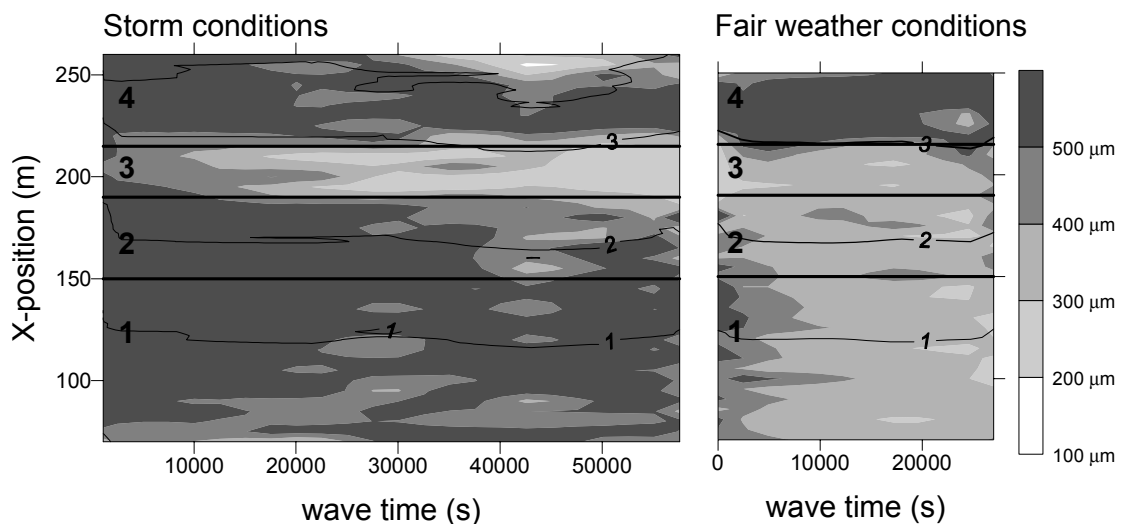 Storm conditions
Fair weather conditions
X-position (m)
250
200
150
100
4
3
2
1
3
2
1
1
10000
20000
30000
40000
50000
wave time (s)
4
3
2
1
3
2
1
0
10000
20000
wave time (s)
500 µm
400 µm
300 µm
200 µm
100 µm